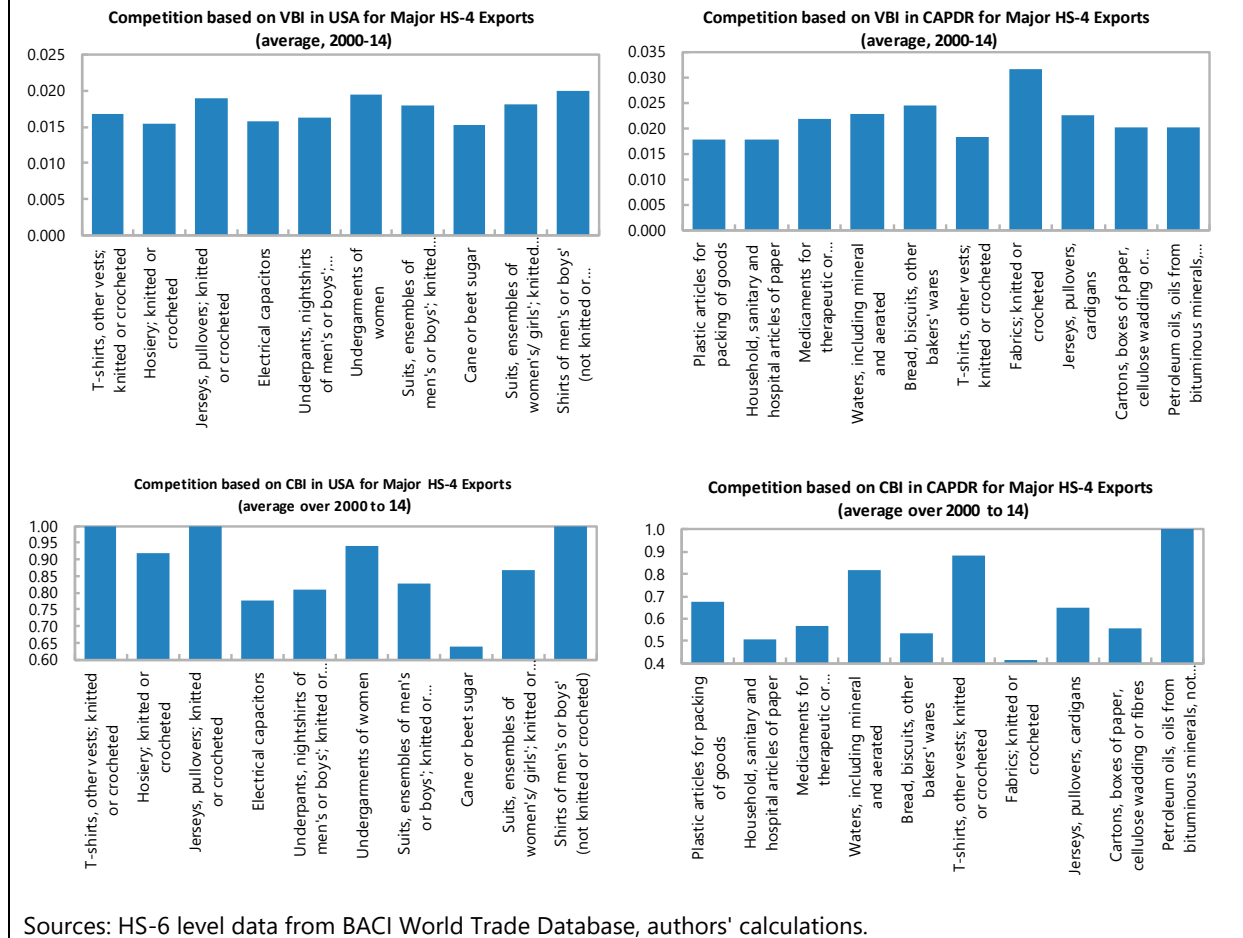 Competition based on VBI in USA for Major HS-4 Exports
(average, 2000-14)
0.025
0.020
0.015
0.010
0.005
0.000
T-shirts, other vests;
knitted or crocheted
Hosiery; knitted or
crocheted
Jerseys, pullovers; knitted
or crocheted
Electrical capacitors
Underpants, nightshirts
of men's or boys';...
Undergarments of
women
Suits, ensembles of
men's or boys'; knitted...
Cane or beet sugar
Suits, ensembles of
women's/ girls'; knitted...
Shirts of men's or boys'
(not knitted or...
Competition based on VBI in CAPDR for Major HS-4 Exports
(average, 2000-14)
0.035
0.030
0.025
0.020
0.015
0.010
0.005
0.000
Plastic articles for
packing of goods
Household, sanitary and
hospital articles of paper
Medicaments for
therapeutic or...
Waters, including mineral
and aerated
Bread, biscuits, other
bakers' wares
T-shirts, other vests;
knitted or crocheted
Fabrics; knitted or
crocheted
Jerseys, pullovers,
cardigans
Cartons, boxes of paper,
cellulose wadding or...
Petroleum oils, oils from
bituminous minerals,...
Competition based on CBI in USA for Major HS-4 Exports
(average over 2000 to 14)
1.00
0.95
0.90
0.85
0.80
0.75
0.70
0.65
0.60
T-shirts, other vests; knitted
or crocheted
Hosiery; knitted or
crocheted
Jerseys, pullovers; knitted
or crocheted
Electrical capacitors
Underpants, nightshirts of
men's or boys'; knitted or...
Undergarments of women
Suits, ensembles of men's
or boys'; knitted or...
Cane or beet sugar
Suits, ensembles of
women's/ girls'; knitted or...
Shirts of men's or boys'
(not knitted or crocheted)
Competition based on CBI in CAPDR for Major HS-4 Exports
(average over 2000 to 14)
1.0
0.9
0.8
0.7
0.6
0.5
0.4
Plastic articles for packing
of goods
Household, sanitary and
hospital articles of paper
Medicaments for
therapeutic or...
Waters, including mineral
and aerated
Bread, biscuits, other
bakers' wares
T-shirts, other vests; knitted
or crocheted
Fabrics; knitted or
crocheted
Jerseys, pullovers, cardigans
Cartons, boxes of paper,
cellulose wadding or fibres
Petroleum oils, oils from
bituminous minerals, not...
Sources: HS-6 level data from BACI World Trade Database, authors' calculations.